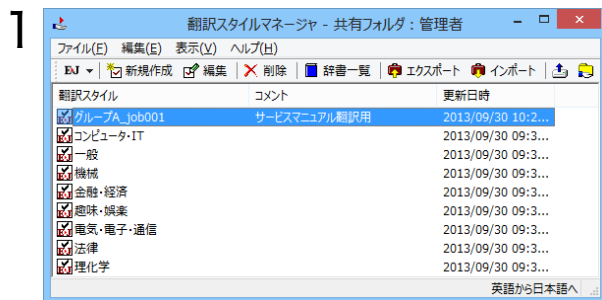 1
翻訳スタイルマネージャ - 共有フォルダ : 管理者
ファイル(F) 編集(E) 表示(V) ヘルプ(H)
EJ 新規作成 編集 削除 辞書一覧 エクスポート インポート
翻訳スタイル コメント 更新日時
グループA_job001 サービスマニュアル翻訳用 2013/09/30 10:2...
コンピュータ・IT 2013/09/30 09:3...
一般 2013/09/30 09:3...
機械 2013/09/30 09:3...
金融・経済 2013/09/30 09:3...
趣味・娯楽 2013/09/30 09:3...
電気・電子・通信 2013/09/30 09:3...
法律 2013/09/30 09:3...
理化学 2013/09/30 09:3...
英語から日本語へ